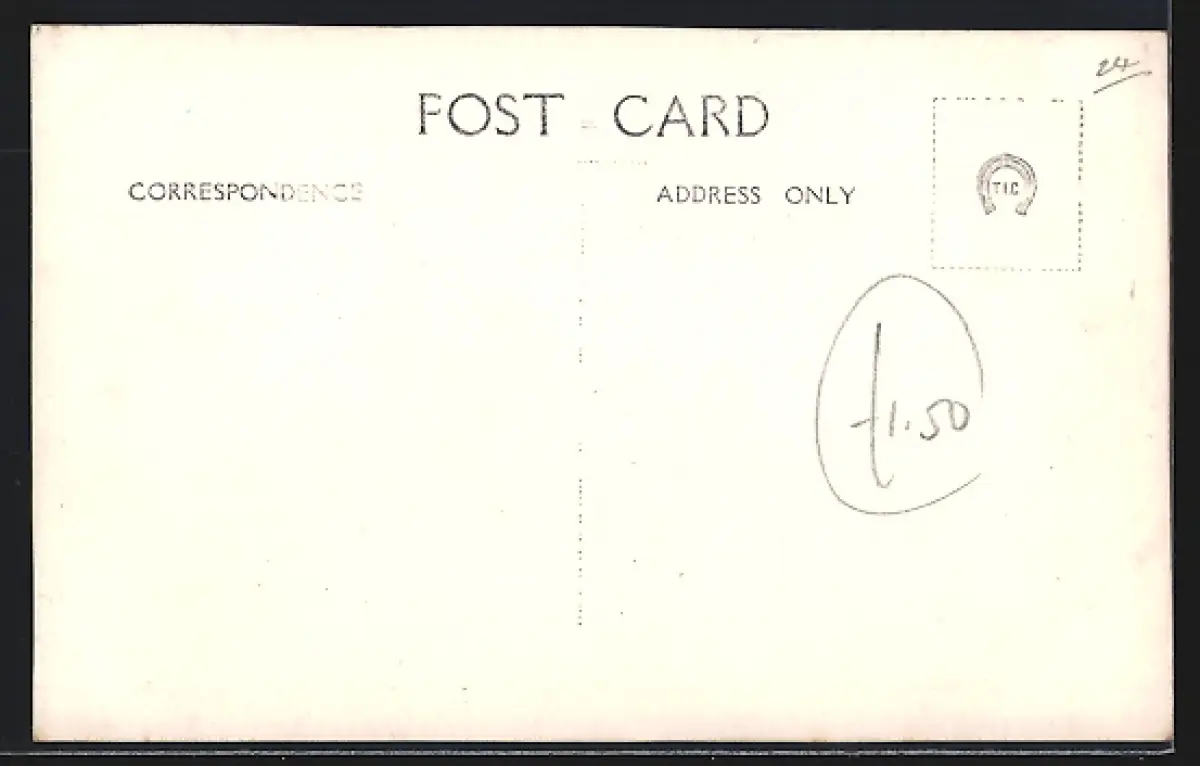 24
POST CARD
CORRESPONDENCE
ADDRESS ONLY
TIC
£1.50